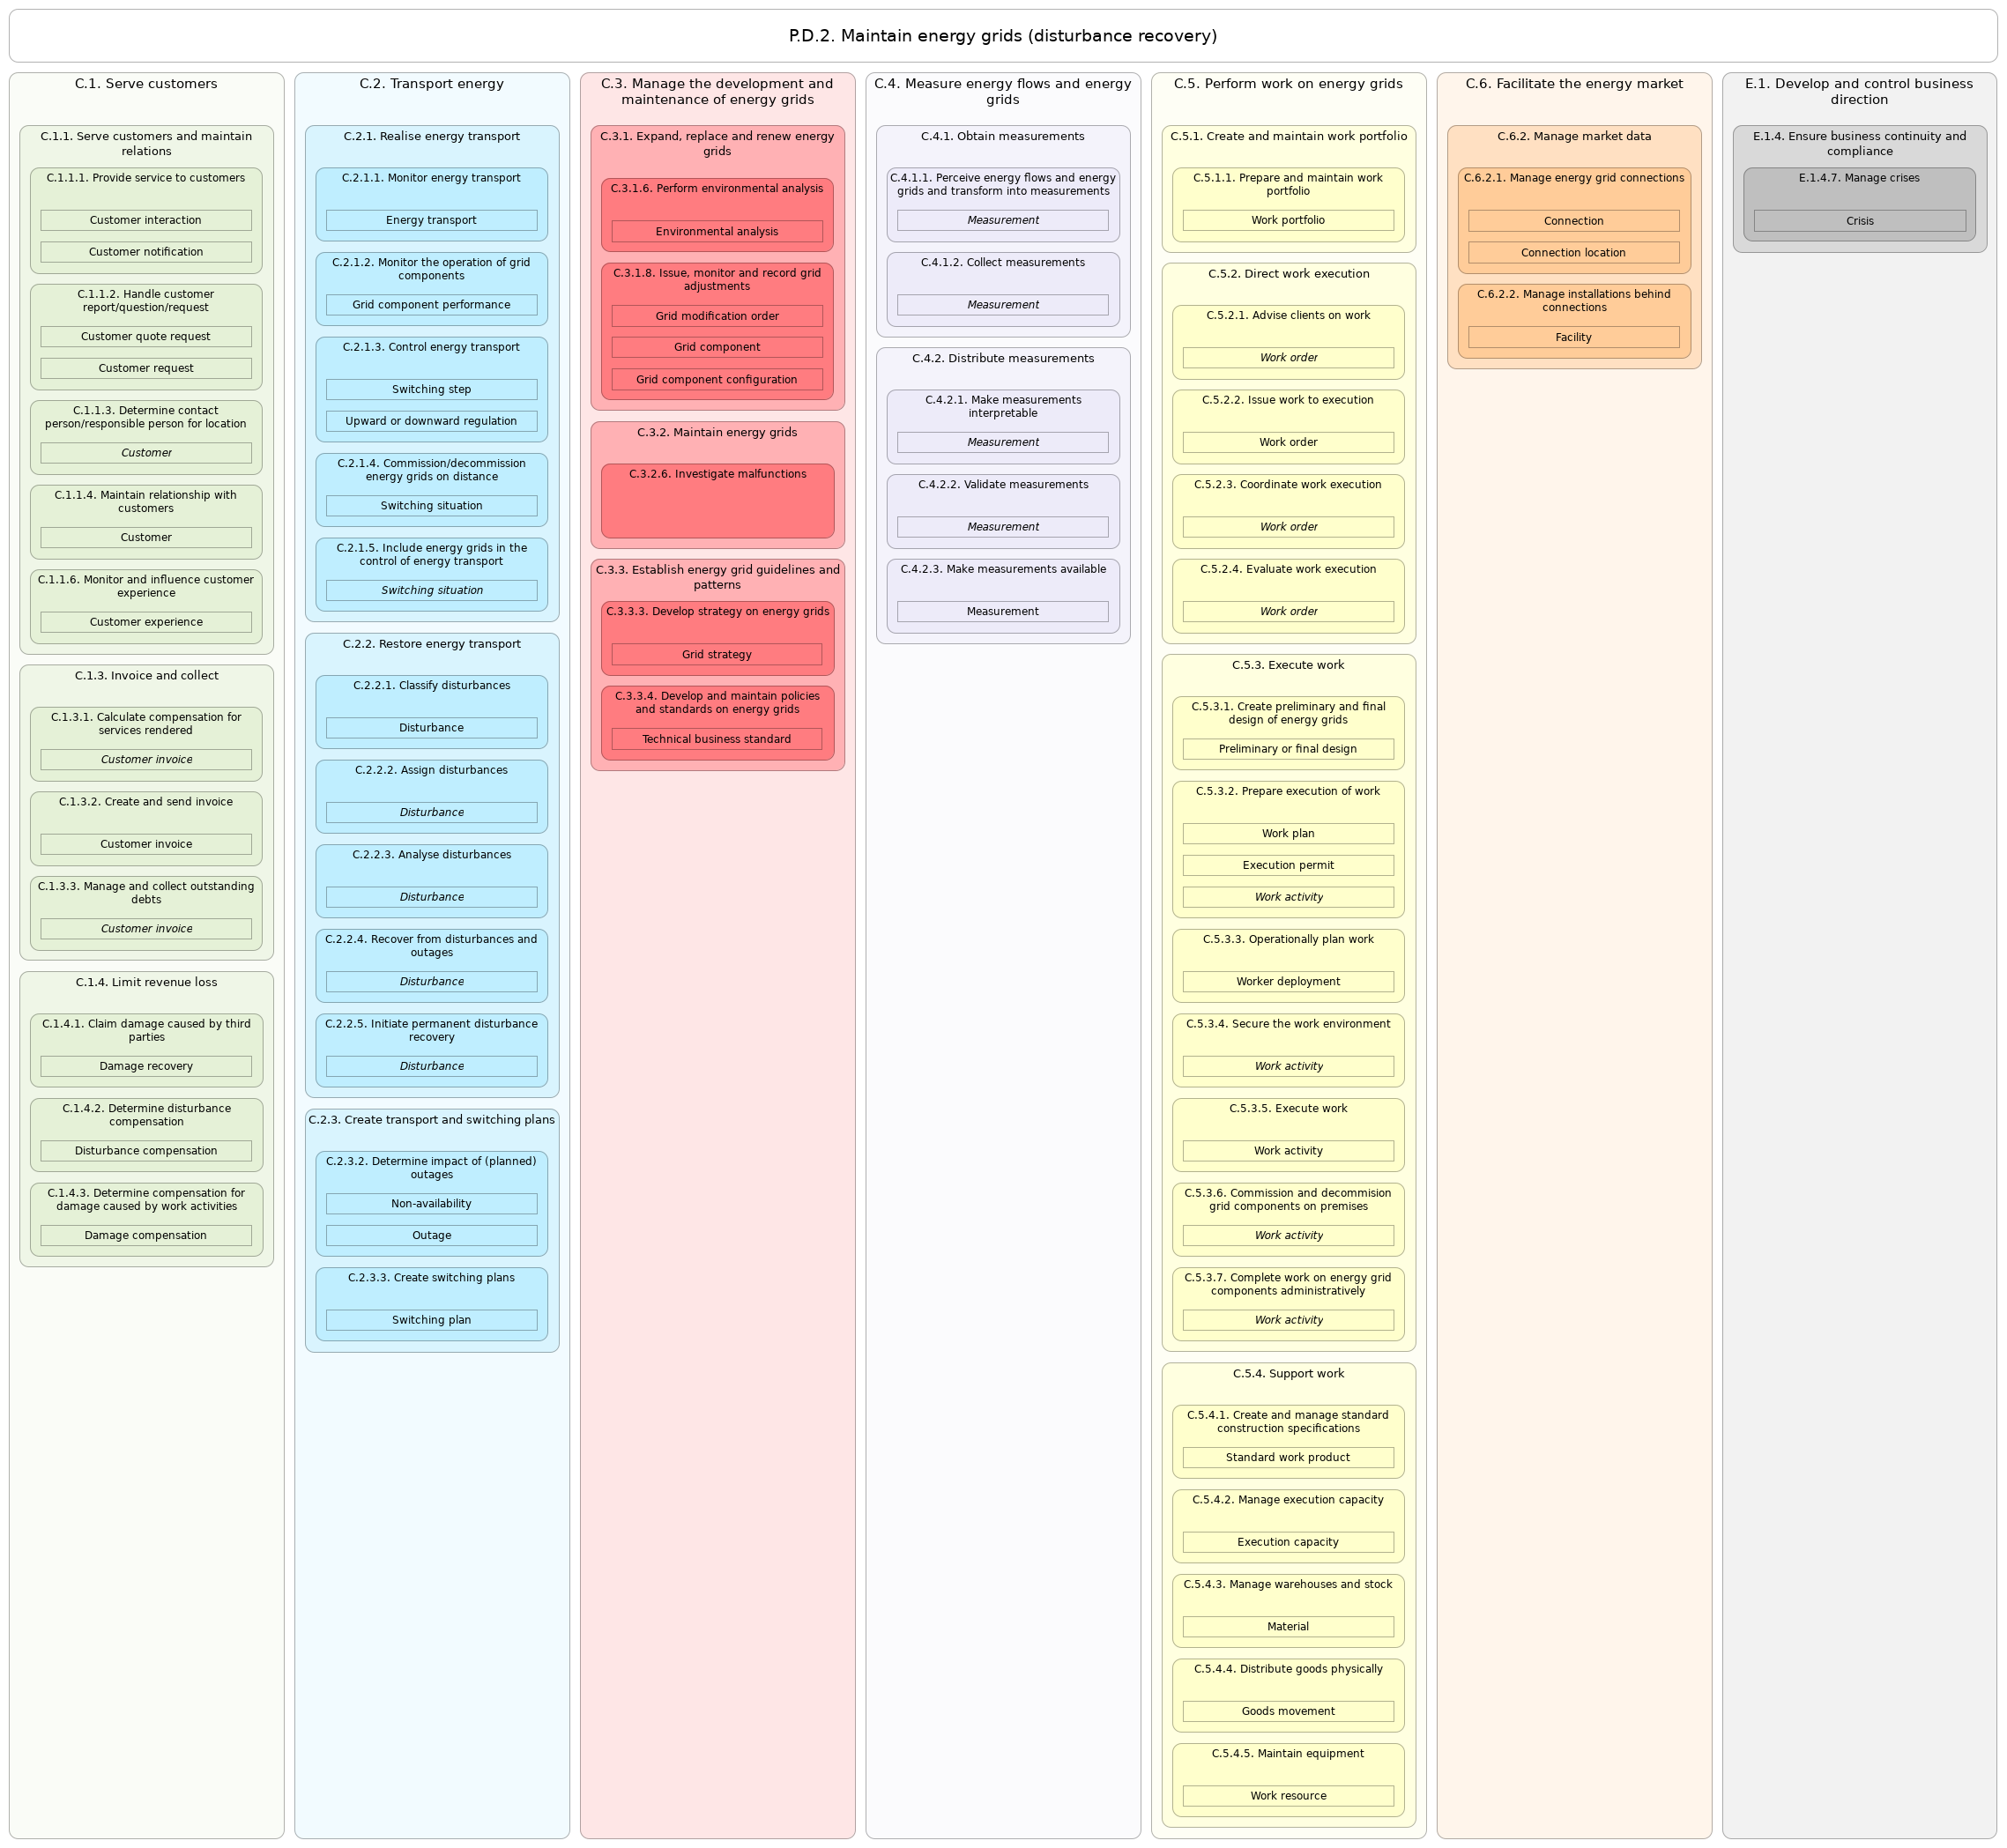 P.D.2. Maintain energy grids (disturbance recovery)
C.1. Serve customers
C.1.1. Serve customers and maintain
relations
C.1.1.1. Provide service to customers
Customer interaction
Customer notification
C.1.1.2. Handle customer
report/question/request
Customer quote request
Customer request
C.1.1.3. Determine contact
person/responsible person for location
Customer
C.1.1.4. Maintain relationship with
customers
Customer
C.1.1.6. Monitor and influence customer
experience
Customer experience
C.1.3. Invoice and collect
C.1.3.1. Calculate compensation for
services rendered
Customer invoice
C.1.3.2. Create and send invoice
Customer invoice
C.1.3.3. Manage and collect outstanding
debts
Customer invoice
C.1.4. Limit revenue loss
C.1.4.1. Claim damage caused by third
parties
Damage recovery
C.1.4.2. Determine disturbance
compensation
Disturbance compensation
C.1.4.3. Determine compensation for
damage caused by work activities
Damage compensation
C.2. Transport energy
C.2.1. Realise energy transport
C.2.1.1. Monitor energy transport
Energy transport
C.2.1.2. Monitor the operation of grid
components
Grid component performance
C.2.1.3. Control energy transport
Switching step
Upward or downward regulation
C.2.1.4. Commission/decommission
energy grids on distance
Switching situation
C.2.1.5. Include energy grids in the
control of energy transport
Switching situation
C.2.2. Restore energy transport
C.2.2.1. Classify disturbances
Disturbance
C.2.2.2. Assign disturbances
Disturbance
C.2.2.3. Analyse disturbances
Disturbance
C.2.2.4. Recover from disturbances and
outages
Disturbance
C.2.2.5. Initiate permanent disturbance
recovery
Disturbance
C.2.3. Create transport and switching plans
C.2.3.2. Determine impact of (planned)
outages
Non-availability
Outage
C.2.3.3. Create switching plans
Switching plan
C.3. Manage the development and
maintenance of energy grids
C.3.1. Expand, replace and renew energy
grids
C.3.1.6. Perform environmental analysis
Environmental analysis
C.3.1.8. Issue, monitor and record grid
adjustments
Grid modification order
Grid component
Grid component configuration
C.3.2. Maintain energy grids
C.3.2.6. Investigate malfunctions
C.3.3. Establish energy grid guidelines and
patterns
C.3.3.3. Develop strategy on energy grids
Grid strategy
C.3.3.4. Develop and maintain policies
and standards on energy grids
Technical business standard
C.4. Measure energy flows and energy
grids
C.4.1. Obtain measurements
C.4.1.1. Perceive energy flows and energy
grids and transform into measurements
Measurement
C.4.1.2. Collect measurements
Measurement
C.4.2. Distribute measurements
C.4.2.1. Make measurements
interpretable
Measurement
C.4.2.2. Validate measurements
Measurement
C.4.2.3. Make measurements available
Measurement
C.5. Perform work on energy grids
C.5.1. Create and maintain work portfolio
C.5.1.1. Prepare and maintain work
portfolio
Work portfolio
C.5.2. Direct work execution
C.5.2.1. Advise clients on work
Work order
C.5.2.2. Issue work to execution
Work order
C.5.2.3. Coordinate work execution
Work order
C.5.2.4. Evaluate work execution
Work order
C.5.3. Execute work
C.5.3.1. Create preliminary and final
design of energy grids
Preliminary or final design
C.5.3.2. Prepare execution of work
Work plan
Execution permit
Work activity
C.5.3.3. Operationally plan work
Worker deployment
C.5.3.4. Secure the work environment
Work activity
C.5.3.5. Execute work
Work activity
C.5.3.6. Commission and decommision
grid components on premises
Work activity
C.5.3.7. Complete work on energy grid
components administratively
Work activity
C.5.4. Support work
C.5.4.1. Create and manage standard
construction specifications
Standard work product
C.5.4.2. Manage execution capacity
Execution capacity
C.5.4.3. Manage warehouses and stock
Material
C.5.4.4. Distribute goods physically
Goods movement
C.5.4.5. Maintain equipment
Work resource
C.6. Facilitate the energy market
C.6.2. Manage market data
C.6.2.1. Manage energy grid connections
Connection
Connection location
C.6.2.2. Manage installations behind
connections
Facility
E.1. Develop and control business
direction
E.1.4. Ensure business continuity and
compliance
E.1.4.7. Manage crises
Crisis